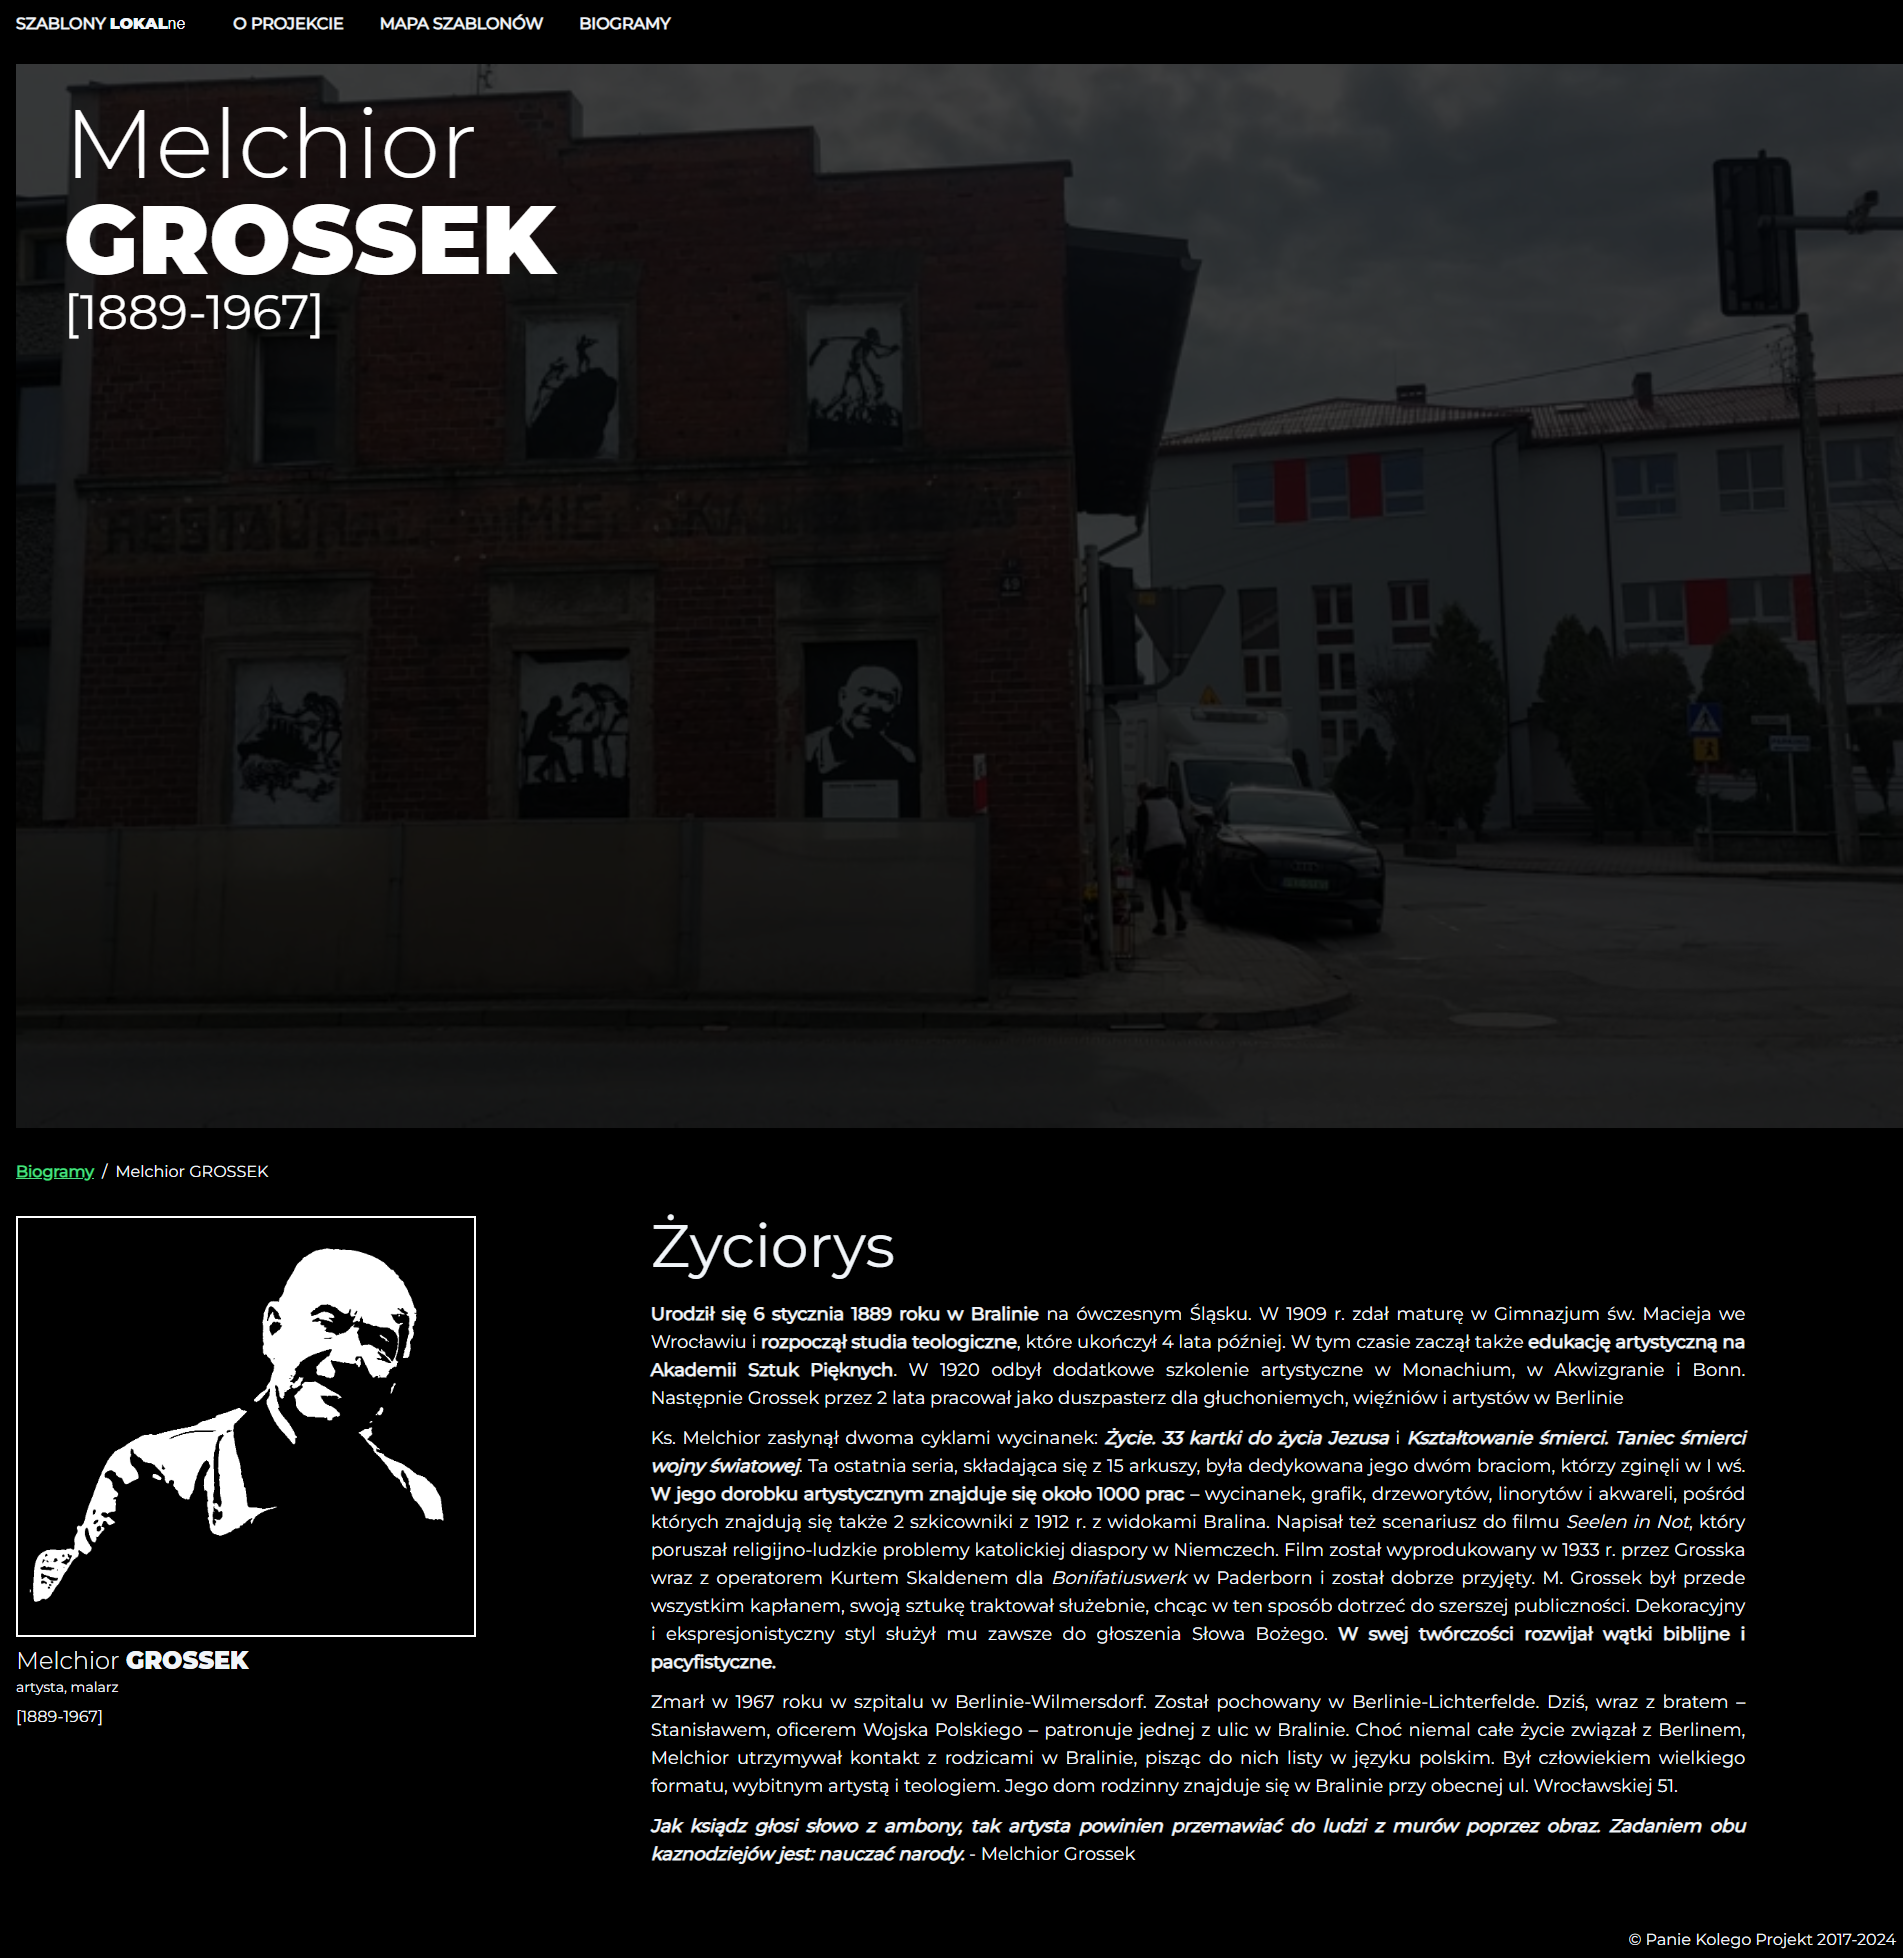 SZABLONY LOKALne O PROJEKCIE MAPA SZABLONÓW BIOGRAMY
Melchior
GROSSEK
[1889-1967]
49
Biogramy / Melchior GROSSEK
Melchior GROSSEK
artysta, malarz
[1889-1967]
Życiorys
Urodził się 6 stycznia 1889 roku w Bralinie na ówczesnym Śląsku. W 1909 r. zdał maturę w Gimnazjum św. Macieja we
Wrocławiu i rozpoczął studia teologiczne, które ukończył 4 lata później. W tym czasie zaczął także edukację artystyczną na
Akademii Sztuk Pięknych. W 1920 odbył dodatkowe szkolenie artystyczne w Monachium, w Akwizgranie i Bonn.
Następnie Grossek przez 2 lata pracował jako duszpasterz dla głuchoniemych, więźniów i artystów w Berlinie
Ks. Melchior zasłynął dwoma cyklami wycinanek: Życie. 33 kartki do życia Jezusa i Kształtowanie śmierci. Taniec śmierci
wojny światowej. Ta ostatnia seria, składająca się z 15 arkuszy, była dedykowana jego dwóm braciom, którzy zginęli w I wś.
W jego dorobku artystycznym znajduje się około 1000 prac – wycinanek, grafik, drzeworytów, linorytów i akwareli, pośród
których znajdują się także 2 szkicowniki z 1912 r. z widokami Bralina. Napisał też scenariusz do filmu Seelen in Not, który
poruszał religijno-ludzkie problemy katolickiej diaspory w Niemczech. Film został wyprodukowany w 1933 r. przez Grosska
wraz z operatorem Kurtem Skaldenem dla Bonifatiuswerk w Paderborn i został dobrze przyjęty. M. Grossek był przede
wszystkim kapłanem, swoją sztukę traktował służebnie, chcąc w ten sposób dotrzeć do szerszej publiczności. Dekoracyjny
i ekspresjonistyczny styl służył mu zawsze do głoszenia Słowa Bożego. W swej twórczości rozwijał wątki biblijne i
pacyfistyczne.
Zmarł w 1967 roku w szpitalu w Berlinie-Wilmersdorf. Został pochowany w Berlinie-Lichterfelde. Dziś, wraz z bratem –
Stanisławem, oficerem Wojska Polskiego – patronuje jednej z ulic w Bralinie. Choć niemal całe życie związał z Berlinem,
Melchior utrzymywał kontakt z rodzicami w Bralinie, pisząc do nich listy w języku polskim. Był człowiekiem wielkiego
formatu, wybitnym artystą i teologiem. Jego dom rodzinny znajduje się w Bralinie przy obecnej ul. Wrocławskiej 51.
Jak ksiądz głosi słowo z ambony, tak artysta powinien przemawiać do ludzi z murów poprzez obraz. Zadaniem obu
kaznodziejów jest: nauczać narody. - Melchior Grossek
© Panie Kolego Projekt 2017-2024